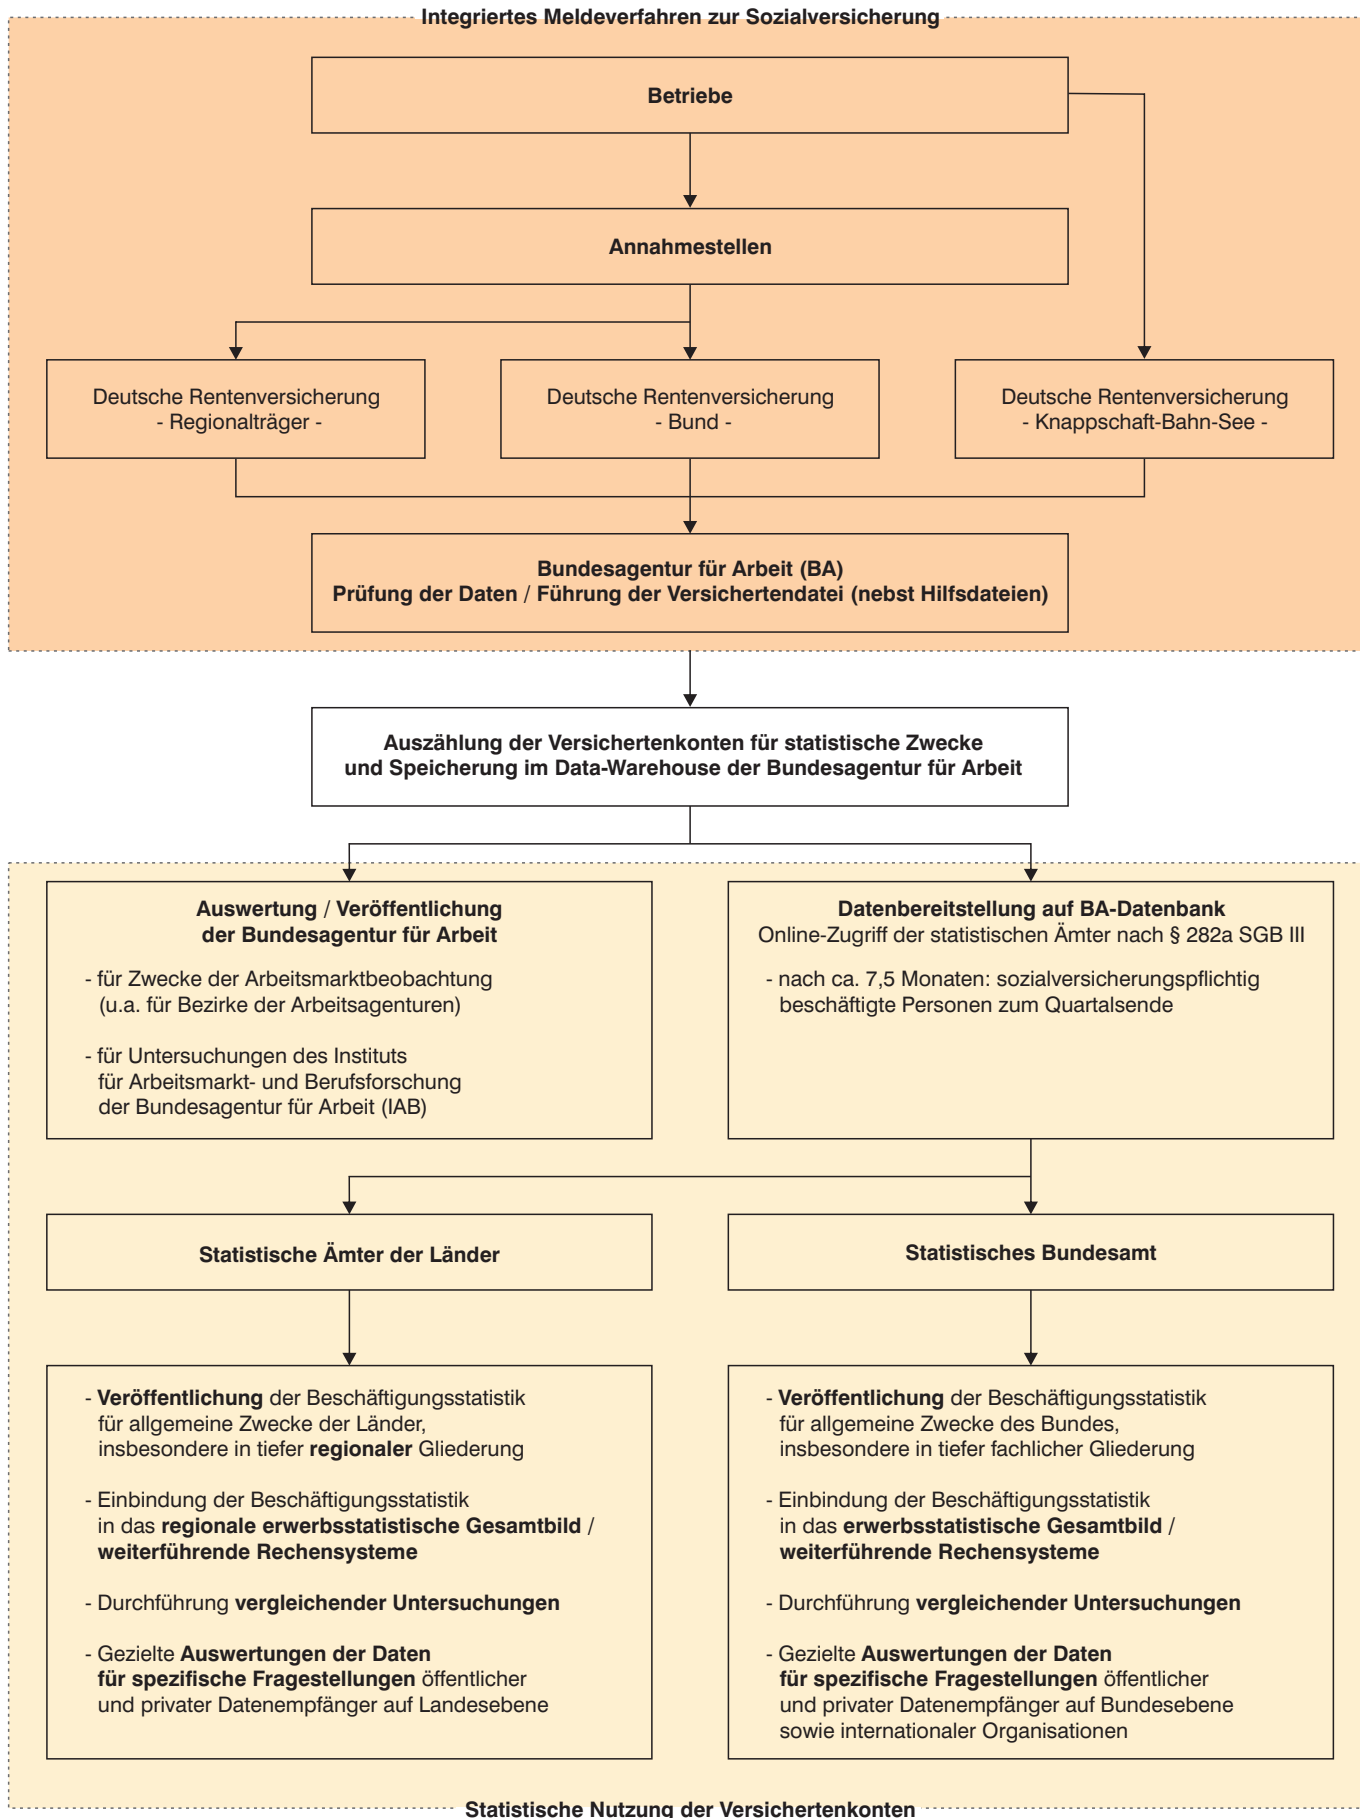 Integriertes Meldeverfahren zur Sozialversicherung
Betriebe
Annahmestellen
Deutsche Rentenversicherung
- Regionalträger -
Deutsche Rentenversicherung
- Bund -
Deutsche Rentenversicherung
- Knappschaft-Bahn-See -
Bundesagentur für Arbeit (BA)
Prüfung der Daten / Führung der Versichertendatei (nebst Hilfsdateien)
Auszählung der Versichertenkonten für statistische Zwecke
und Speicherung im Data-Warehouse der Bundesagentur für Arbeit
Auswertung / Veröffentlichung
der Bundesagentur für Arbeit
- für Zwecke der Arbeitsmarktbeobachtung
(u.a. für Bezirke der Arbeitsagenturen)
- für Untersuchungen des Instituts
für Arbeitsmarkt- und Berufsforschung
der Bundesagentur für Arbeit (IAB)
Datenbereitstellung auf BA-Datenbank
Online-Zugriff der statistischen Ämter nach § 282a SGB III
- nach ca. 7,5 Monaten: sozialversicherungspflichtig
beschäftigte Personen zum Quartalsende
Statistische Ämter der Länder
Statistisches Bundesamt
- Veröffentlichung der Beschäftigungsstatistik
für allgemeine Zwecke der Länder,
insbesondere in tiefer regionaler Gliederung
- Einbindung der Beschäftigungsstatistik
in das regionale erwerbsstatistische Gesamtbild /
weiterführende Rechensysteme
- Durchführung vergleichender Untersuchungen
- Gezielte Auswertungen der Daten
für spezifische Fragestellungen öffentlicher
und privater Datenempfänger auf Landesebene
- Veröffentlichung der Beschäftigungsstatistik
für allgemeine Zwecke des Bundes,
insbesondere in tiefer fachlicher Gliederung
- Einbindung der Beschäftigungsstatistik
in das erwerbsstatistische Gesamtbild /
weiterführende Rechensysteme
- Durchführung vergleichender Untersuchungen
- Gezielte Auswertungen der Daten
für spezifische Fragestellungen öffentlicher
und privater Datenempfänger auf Bundesebene
sowie internationaler Organisationen
Statistische Nutzung der Versichertenkonten